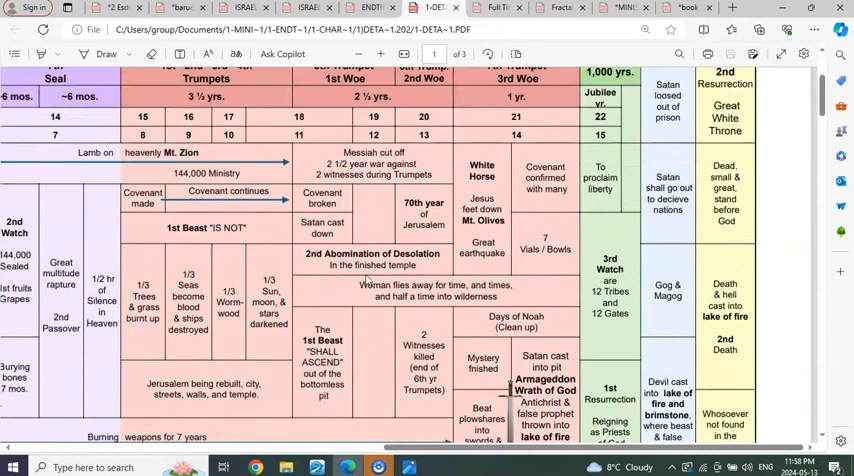 Sign in
*2 Esd
*baruc
ISRAEL
ISRAEL
ENDTI
1-DETA
Full Tim
Fractal
*MINIS
*book
File
C:/Users/group/Documents/1-MINI~1/1-ENDT~1/1-CHAR~1/1)DETA~1.202/1-DETA~1.PDF
Draw
Ask Copilot
1
of 3
Seal
Trumpets
1st Woe
2nd Woe
3rd Woe
1,000 yrs.
Satan
loosed
out of
prison
2nd
Resurrection
Great
White
Throne
~6 mos.
~6 mos.
3 ½ yrs.
2 ½ yrs.
1 yr.
Jubilee
yr.
14
15
16
17
18
19
20
21
22
7
8
9
10
11
12
13
14
15
Lamb on heavenly Mt. Zion
144,000 Ministry
Messiah cut off
2 1/2 year war against
2 witnesses during Trumpets
White
Horse
Jesus
feet down
Mt. Olives
Great
earthquake
Covenant
confirmed
with many
To
proclaim
liberty
Satan
shall go out
to decieve
nations
Dead,
small &
great,
stand
before
God
Covenant
made
Covenant continues
Covenant
broken
70th year
of
Jerusalem
1st Beast "IS NOT"
Satan cast
down
7
Vials / Bowls
2nd
Watch
144,000
Sealed
1st fruits
Grapes
Great
multitude
rapture
2nd
Passover
1/2 hr
of
Silence
in
Heaven
2nd Abomination of Desolation
In the finished temple
Woman flies away for time, and times,
and half a time into wilderness
1/3
Trees
& grass
burnt up
1/3
Seas
become
blood
& ships
destroyed
1/3
Worm-
wood
1/3
Sun,
moon, &
stars
darkened
3rd
Watch
are
12 Tribes
and
12 Gates
Gog &
Magog
Death
& hell
cast into
lake of fire
2nd
Death
Days of Noah
(Clean up)
The
1st Beast
"SHALL
ASCEND"
out of the
bottomless
pit
2
Witnesses
killed
(end of
6th yr
Trumpets)
Burying
bones
7 mos.
Jerusalem being rebuilt, city,
streets, walls, and temple.
Mystery
fnished
Satan cast
into pit
Armageddon
Wrath of God
Antichrist &
false prophet
thrown into
lake of fire
1st
Resurrection
Reigning
as Priests
of God
Devil cast
into lake
of fire and
brimstone,
where beast
& false
Beat
plowshares
into
swords &
Whosoever
not found
in the
Burning weapons for 7 years
Type here to search
8°C Cloudy
ENG
11:58 PM
2024-05-13